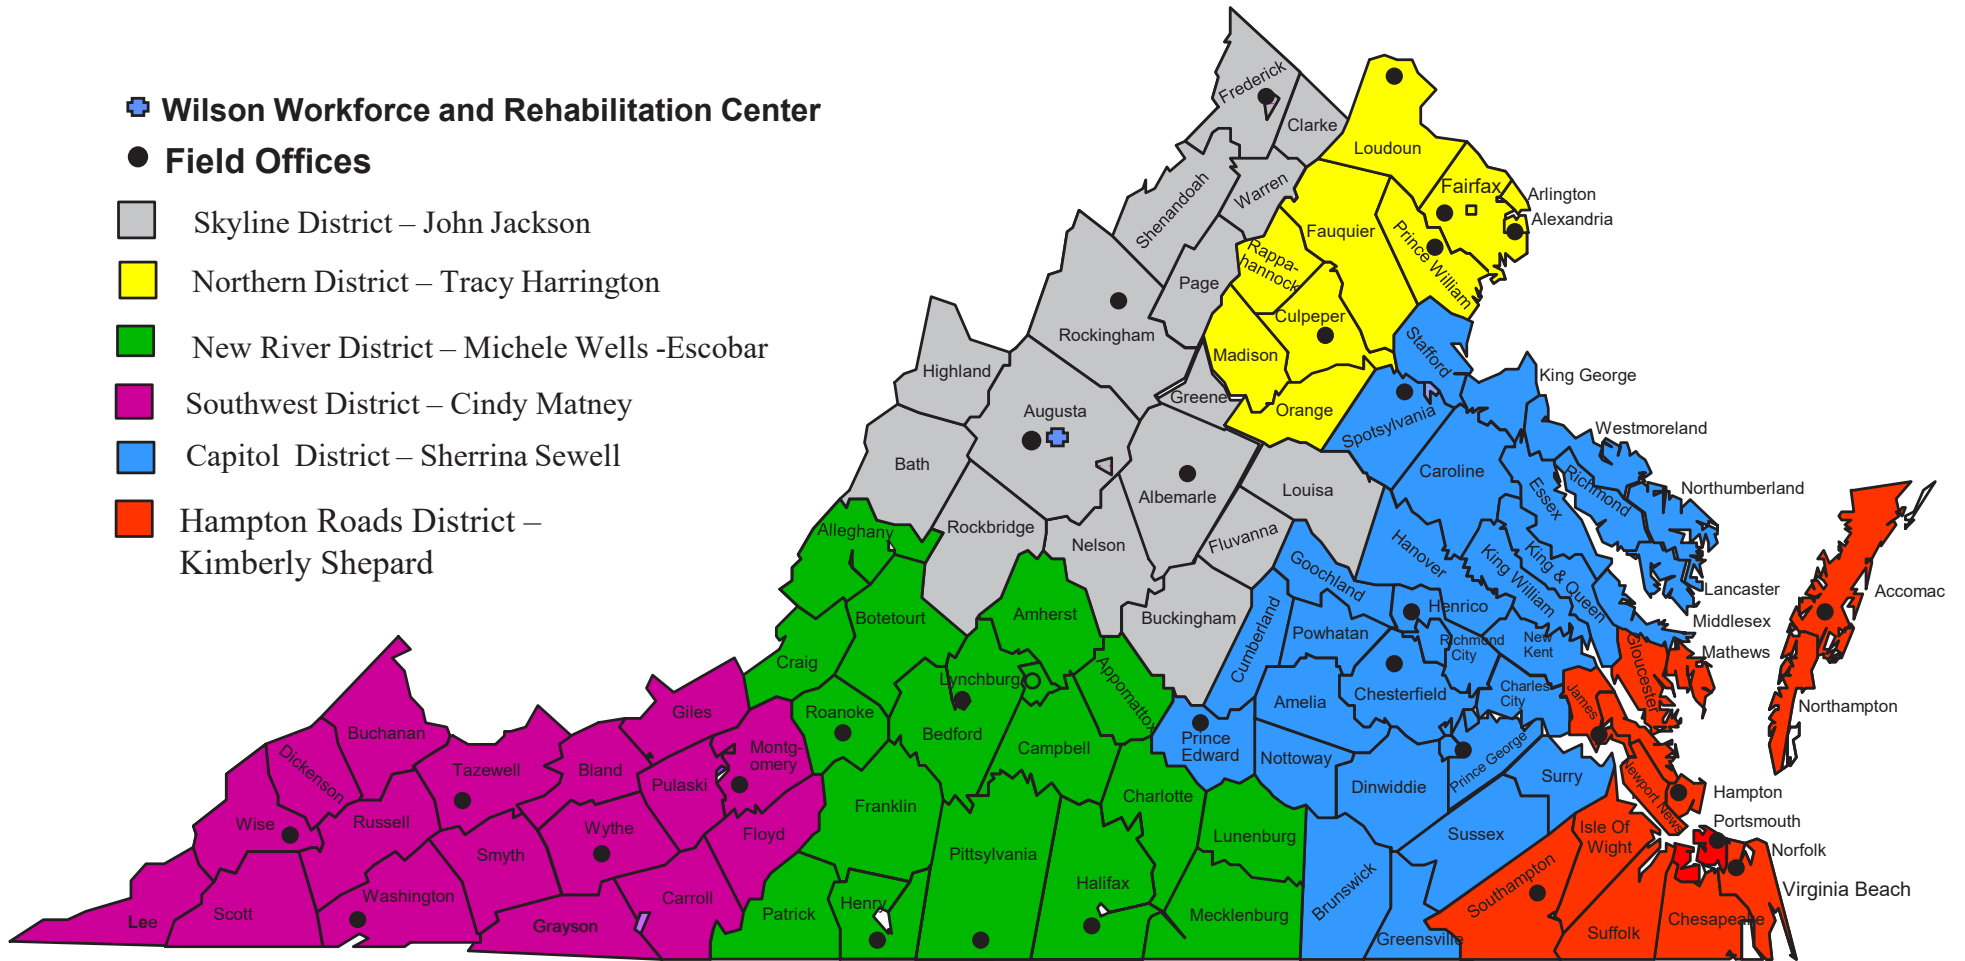 Wilson Workforce and Rehabilitation Center
Field Offices
Skyline District – John Jackson
Northern District – Tracy Harrington
New River District – Michele Wells -Escobar
Southwest District – Cindy Matney
Capitol  District – Sherrina Sewell
Hampton Roads District –
Kimberly Shepard
Frederick
Clarke
Loudoun
Shenandoah
Warren
Fairfax
Arlington
Alexandria
Fauquier
Prince William
Rappa-
hannock
Page
Rockingham
Culpeper
Madison
Stafford
Highland
King George
Greene
Orange
Augusta
Spotsylvania
Westmoreland
Bath
Caroline
Essex
Richmond
Northumberland
Albemarle
Louisa
Alleghany
Rockbridge
Nelson
Fluvanna
Goochland
Hanover
King William
King & Queen
Lancaster
Accomac
Botetourt
Amherst
Buckingham
Cumberland
Powhatan
Henrico
Richmond
City
New
Kent
Middlesex
Mathews
Gloucester
Craig
Lynchburg
Appomattox
Amelia
Chesterfield
Charles
City
James
Northampton
Giles
Roanoke
Bedford
Campbell
Prince
Edward
Nottoway
Prince George
Buchanan
Dickenson
Tazewell
Bland
Pulaski
Montg-
omery
Franklin
Charlotte
Dinwiddie
Surry
Newport News
Hampton
Wise
Russell
Wythe
Floyd
Smyth
Pittsylvania
Lunenburg
Sussex
Isle Of
Wight
Portsmouth
Norfolk
Virginia Beach
Lee
Scott
Washington
Grayson
Carroll
Patrick
Henry
Halifax
Mecklenburg
Brunswick
Greensville
Southampton
Suffolk
Chesapeake